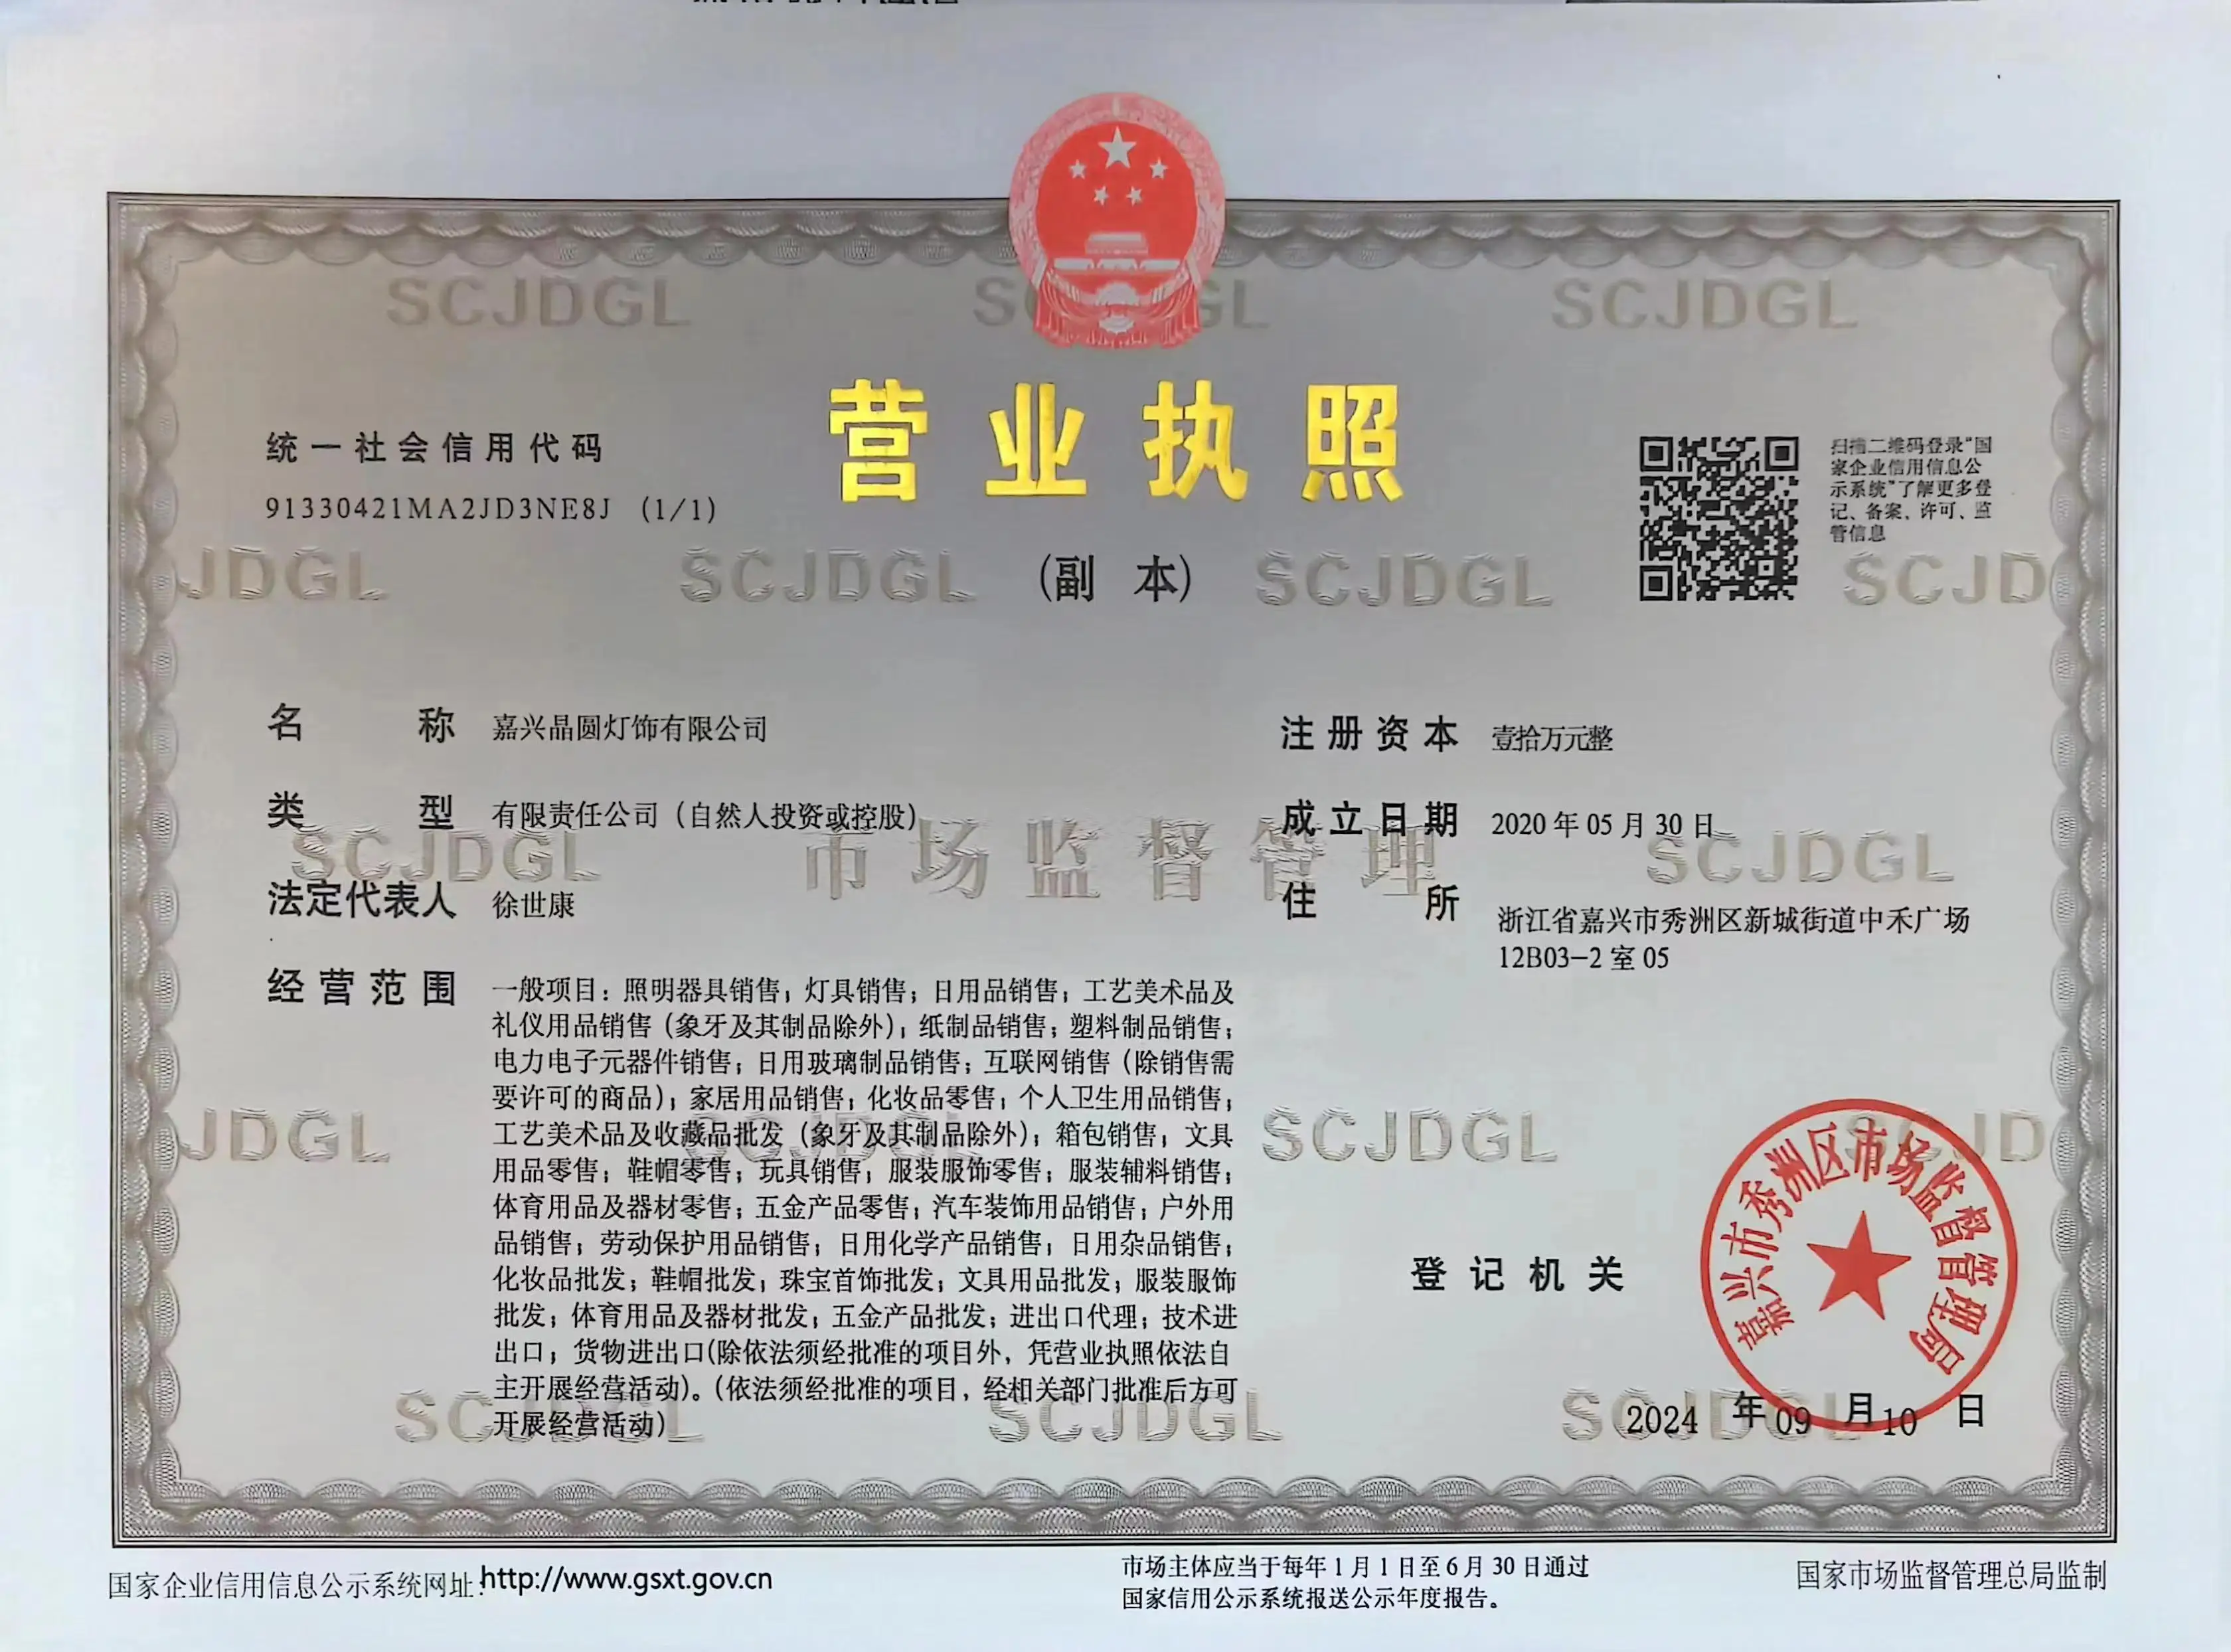 营业执照
统一社会信用代码
91330421MA2JD3NE8J (1/1)
(副 本)
扫描二维码登录“国
家企业信用信息公
示系统”了解更多登
记、备案、许可、监
管信息
名 称 嘉兴晶圆灯饰有限公司
类 型 有限责任公司（自然人投资或控股）
法定代表人 徐世康
经营范围 一般项目：照明器具销售；灯具销售；日用品销售；工艺美术品及
礼仪用品销售（象牙及其制品除外）；纸制品销售；塑料制品销售；
电力电子元器件销售；日用玻璃制品销售；互联网销售（除销售需
要许可的商品）；家居用品销售；化妆品零售；个人卫生用品销售；
工艺美术品及收藏品批发（象牙及其制品除外）；箱包销售；文具
用品零售；鞋帽零售；玩具销售；服装服饰零售；服装辅料销售；
体育用品及器材零售；五金产品零售；汽车装饰用品销售；户外用
品销售；劳动保护用品销售；日用化学产品销售；日用杂品销售；
化妆品批发；鞋帽批发；珠宝首饰批发；文具用品批发；服装服饰
批发；体育用品及器材批发；五金产品批发；进出口代理；技术进
出口；货物进出口(除依法须经批准的项目外，凭营业执照依法自
主开展经营活动)。(依法须经批准的项目，经相关部门批准后方可
开展经营活动)
注册资本 壹拾万元整
成立日期 2020年05月30日
住 所 浙江省嘉兴市秀洲区新城街道中禾广场
12B03-2室05
登记机关
嘉兴市秀洲区市场监督管理局
2024 年 09 月 10 日
SCJDGL
市场监督管理
国家企业信用信息公示系统网址：http://www.gsxt.gov.cn
市场主体应当于每年1月1日至6月30日通过
国家信用公示系统报送公示年度报告。
国家市场监督管理总局监制